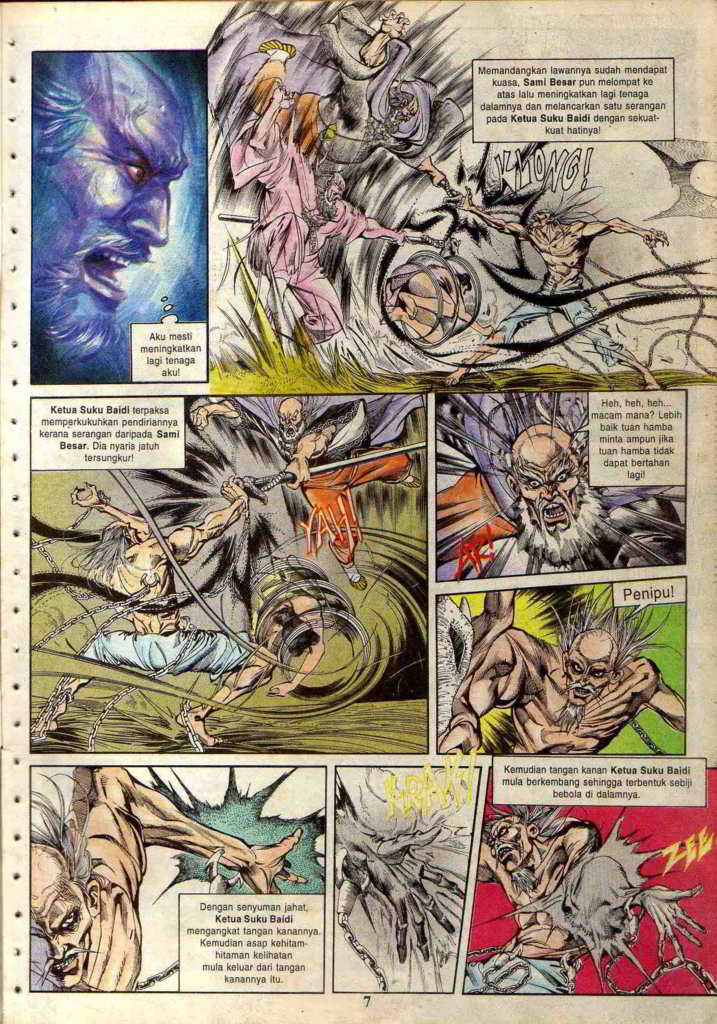 Memandangkan lawannya sudah mendapat
kuasa, Sami Besar pun melompat ke
atas lalu meningkatkan lagi tenaga
dalamnya dan melancarkan satu serangan
pada Ketua Suku Baidi dengan sekuat-
kuat hatinya!
KLONG!
Aku mesti
meningkatkan
lagi tenaga
aku!
Ketua Suku Baidi terpaksa
memperkukuhkan pendiriannya
kerana serangan daripada Sami
Besar. Dia nyaris jatuh
tersungkur!
YAH!
Heh, heh, heh...
macam mana? Lebih
baik tuan hamba
minta ampun jika
tuan hamba tidak
dapat bertahan
lagi!
Penipu!
Dengan senyuman jahat,
Ketua Suku Baidi
mengangkat tangan kanannya.
Kemudian asap kehitam-
hitaman kelihatan
mula keluar dari tangan
kanannya itu.
KRAK!
Kemudian tangan kanan Ketua Suku Baidi
mula berkembang sehingga terbentuk sebiji
bebola di dalamnya.
ZEE
7